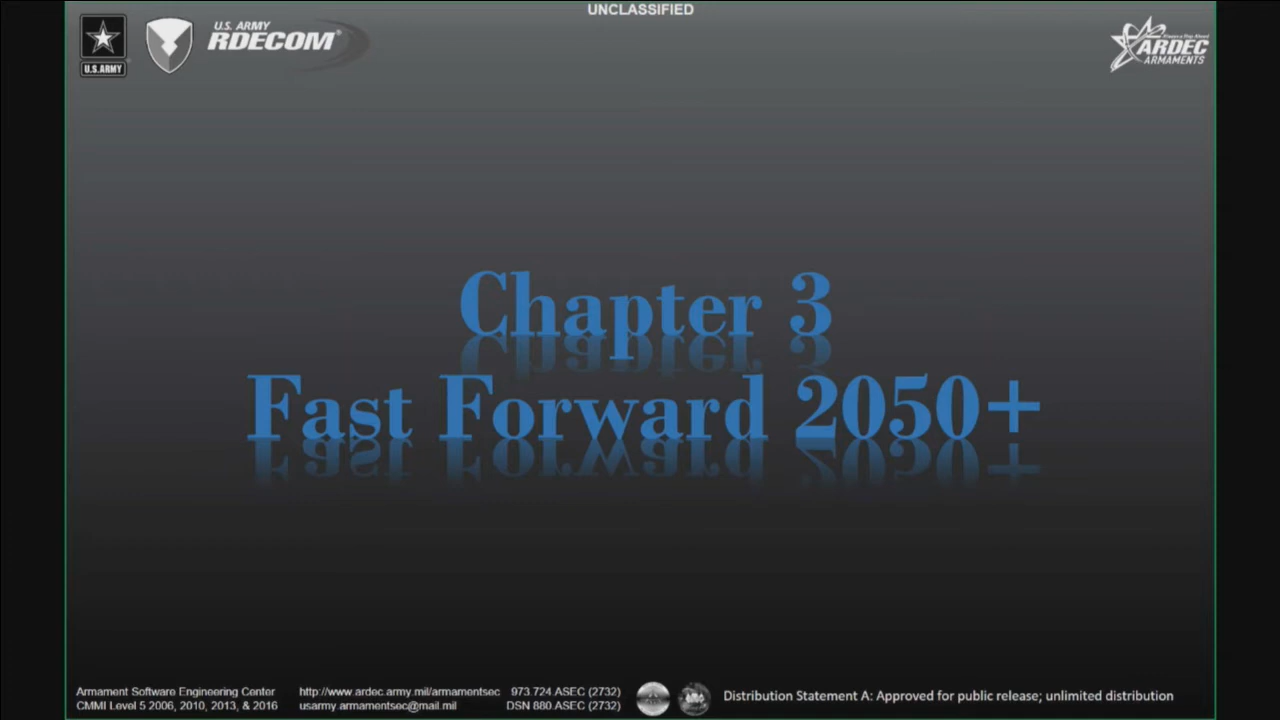 UNCLASSIFIED
U.S. ARMY
U.S. ARMY
RDECOM®
ARDEC
ARMAMENTS
Chapter 3
Fast Forward 2050+
Armament Software Engineering Center
CMMI Level 5 2006, 2010, 2013, & 2016
http://www.ardec.army.mil/armamentsec
usarmy.armamentsec@mail.mil
973.724.ASEC (2732)
DSN 880.ASEC (2732)
Distribution Statement A: Approved for public release; unlimited distribution